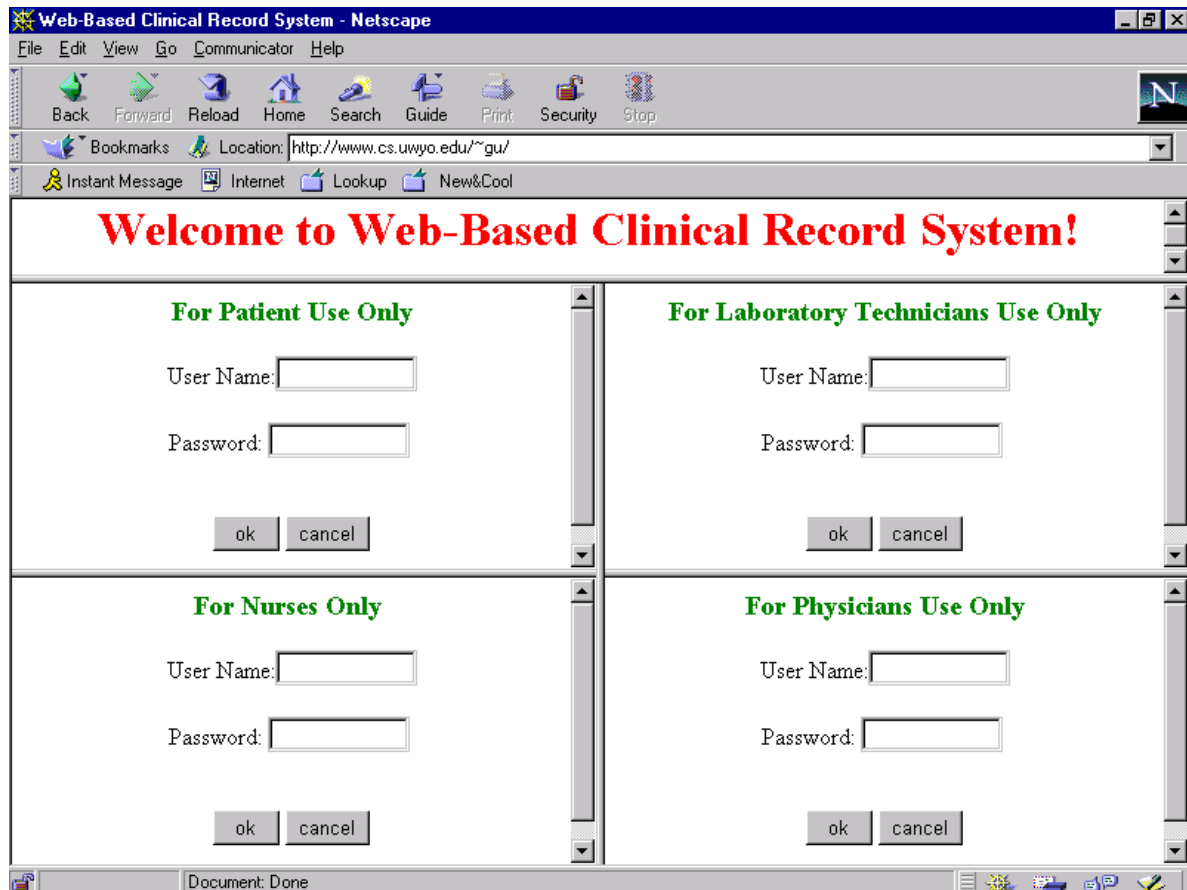 Web-Based Clinical Record System - Netscape
File Edit View Go Communicator Help
Back Forward Reload Home Search Guide Print Security Stop
N
Bookmarks Location: http://www.cs.uwyo.edu/~gu/
Instant Message Internet Lookup New&Cool
Welcome to Web-Based Clinical Record System!
For Patient Use Only
User Name:
Password:
ok cancel
For Laboratory Technicians Use Only
User Name:
Password:
ok cancel
For Nurses Only
User Name:
Password:
ok cancel
For Physicians Use Only
User Name:
Password:
ok cancel
Document: Done